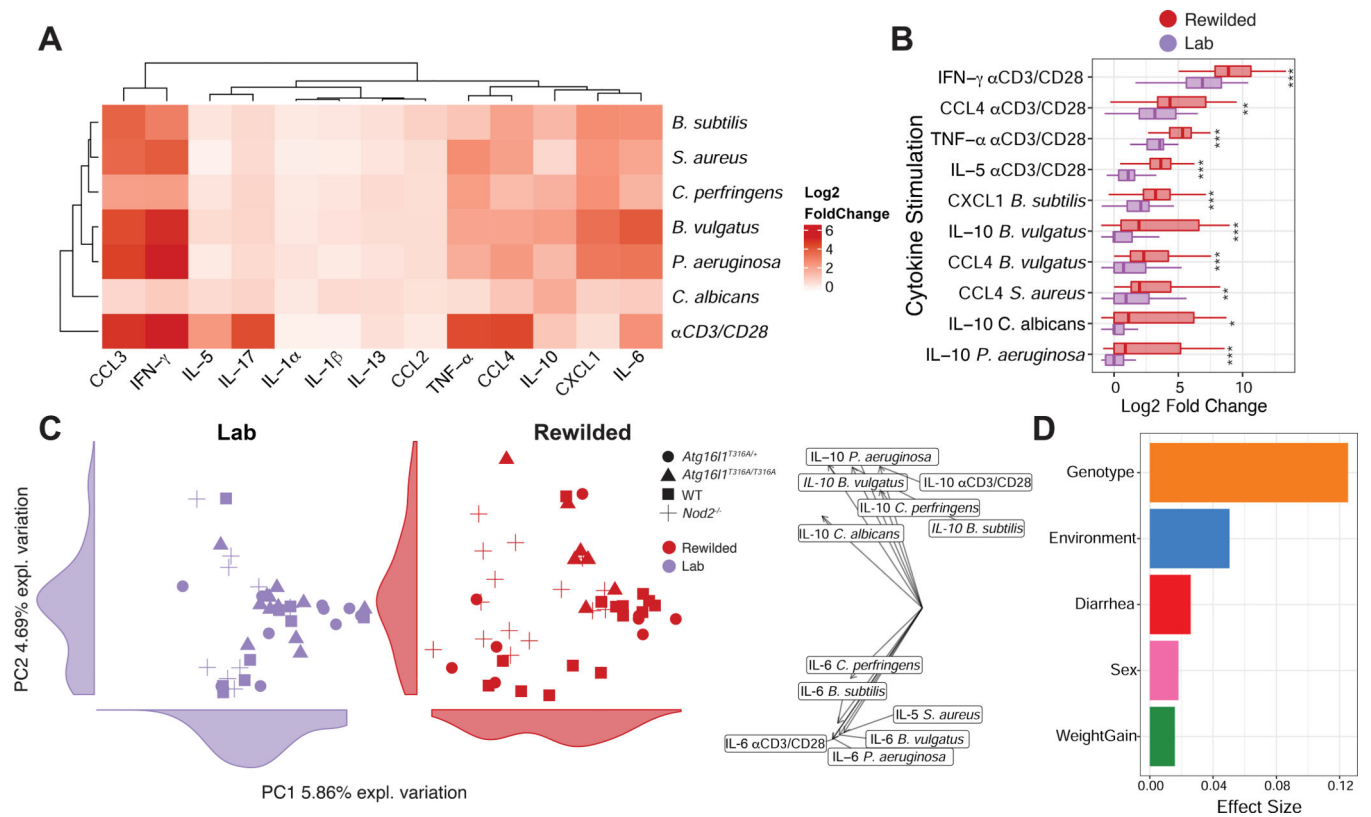 A
B. subtilis
S. aureus
C. perfringens
B. vulgatus
P. aeruginosa
C. albicans
αCD3/CD28
CCL3
IFN-γ
IL-5
IL-17
IL-1α
IL-1β
IL-13
CCL2
TNF-α
CCL4
IL-10
CXCL1
IL-6
Log2
FoldChange
6
4
2
0
B
Rewilded
Lab
Cytokine Stimulation
IFN-γ αCD3/CD28
***
CCL4 αCD3/CD28
**
TNF-α αCD3/CD28
***
IL-5 αCD3/CD28
***
CXCL1 B. subtilis
***
IL-10 B. vulgatus
***
CCL4 B. vulgatus
***
CCL4 S. aureus
**
IL-10 C. albicans
*
IL-10 P. aeruginosa
***
0 5 10
Log2 Fold Change
C
Lab
Rewilded
PC2 4.69% expl. variation
PC1 5.86% expl. variation
Atg16l1T316A/+
Atg16l1T316A/T316A
WT
Nod2-/-
Rewilded
Lab
IL-10 P. aeruginosa
IL-10 B. vulgatus
IL-10 αCD3/CD28
IL-10 C. perfringens
IL-10 C. albicans
IL-10 B. subtilis
IL-6 C. perfringens
IL-6 B. subtilis
IL-5 S. aureus
IL-6 αCD3/CD28
IL-6 B. vulgatus
IL-6 P. aeruginosa
D
Genotype
Environment
Diarrhea
Sex
WeightGain
0.00 0.04 0.08 0.12
Effect Size